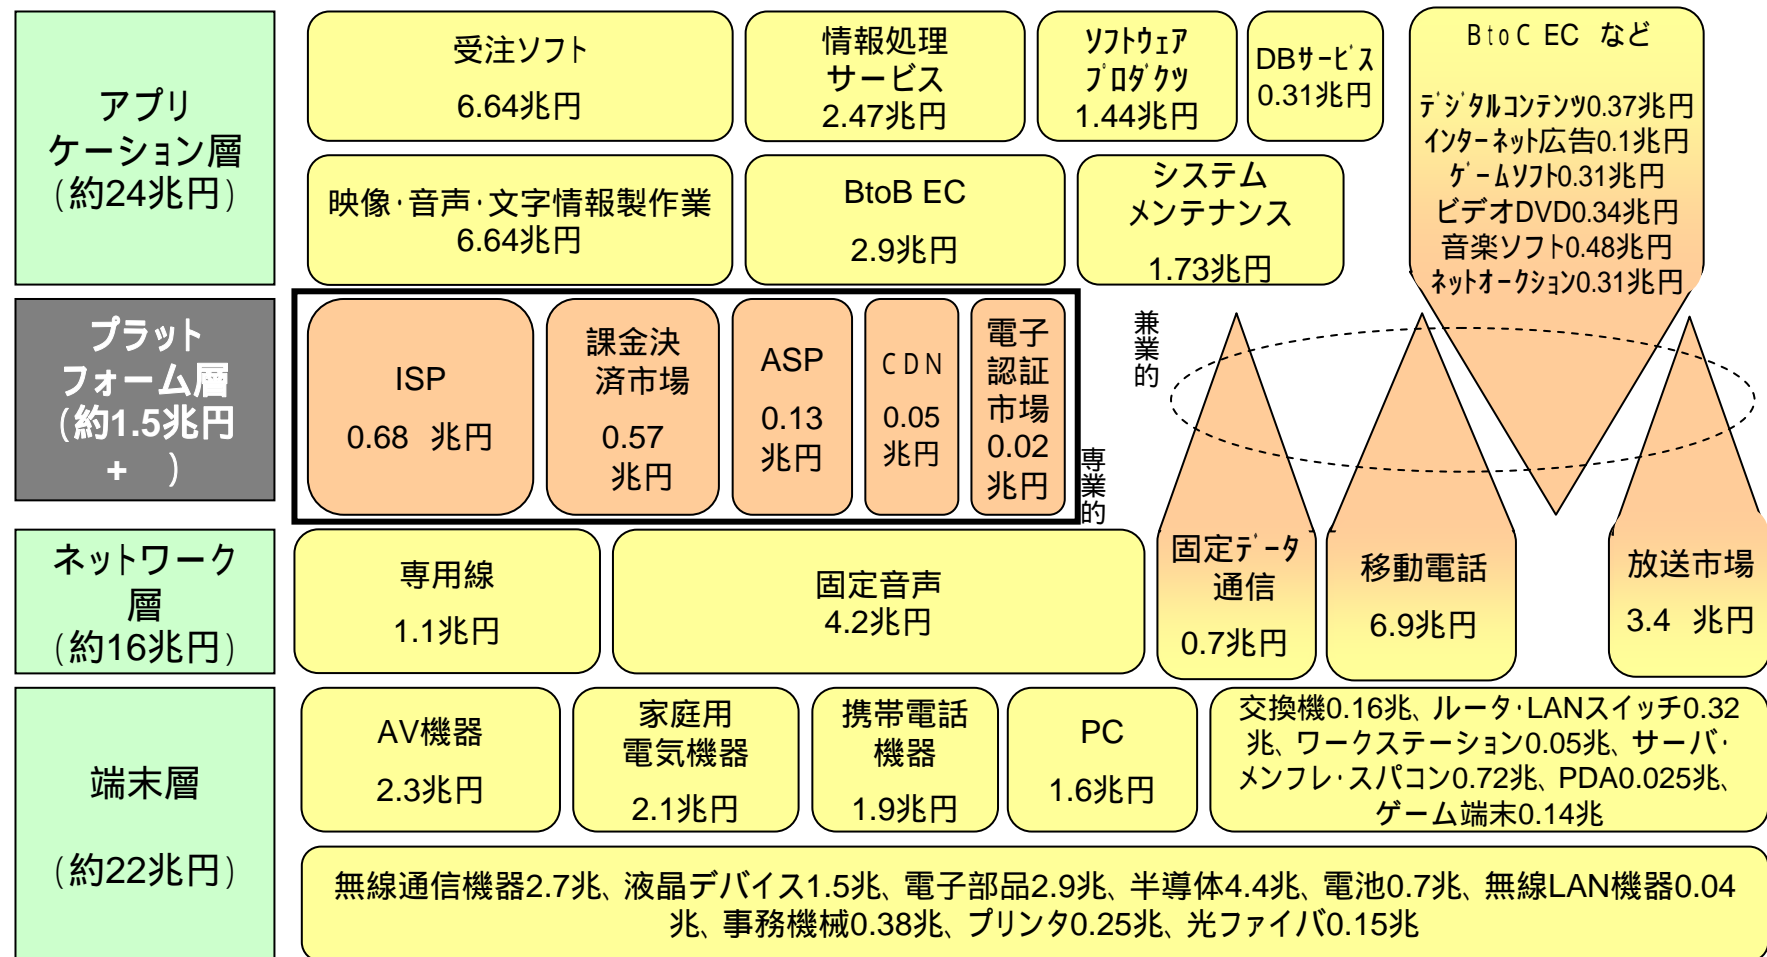 アプリ
ケーション層
(約24兆円)
受注ソフト
6.64兆円
情報処理
サービス
2.47兆円
ソフトウェア
プロダクツ
1.44兆円
DBサービス
0.31兆円
BtoC EC など
デジタルコンテンツ0.37兆円
インターネット広告0.1兆円
ゲームソフト0.31兆円
ビデオDVD0.34兆円
音楽ソフト0.48兆円
ネットオークション0.31兆円
映像・音声・文字情報製作業
6.64兆円
BtoB EC
2.9兆円
システム
メンテナンス
1.73兆円
プラット
フォーム層
(約1.5兆円
+ )
ISP
0.68 兆円
課金決
済市場
0.57
兆円
ASP
0.13
兆円
CDN
0.05
兆円
電子
認証
市場
0.02
兆円
専業的
兼業的
ネットワーク
層
(約16兆円)
専用線
1.1兆円
固定音声
4.2兆円
固定データ
通信
0.7兆円
移動電話
6.9兆円
放送市場
3.4 兆円
端末層
(約22兆円)
AV機器
2.3兆円
家庭用
電気機器
2.1兆円
携帯電話
機器
1.9兆円
PC
1.6兆円
交換機0.16兆、ルータ・LANスイッチ0.32
兆、ワークステーション0.05兆、サーバ・
メンフレ・スパコン0.72兆、PDA0.025兆、
ゲーム端末0.14兆
無線通信機器2.7兆、液晶デバイス1.5兆、電子部品2.9兆、半導体4.4兆、電池0.7兆、無線LAN機器0.04
兆、事務機械0.38兆、プリンタ0.25兆、光ファイバ0.15兆